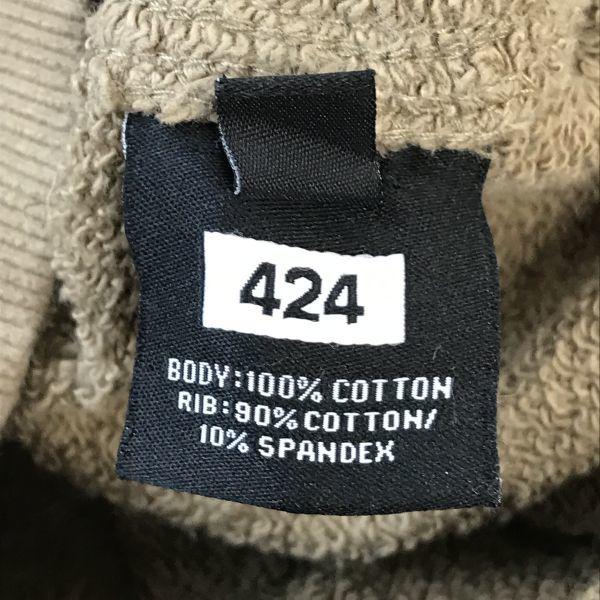 424
BODY:100% COTTON
RIB:90%COTTON/
10% SPANDEX